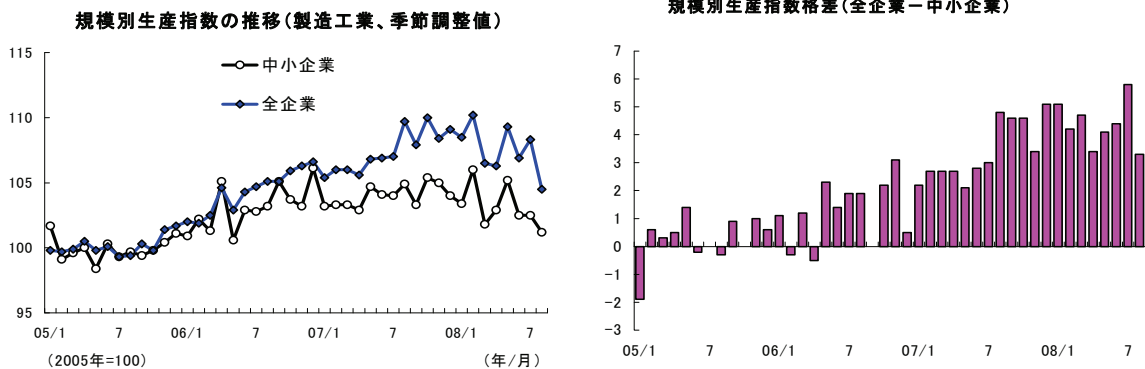 規模別生産指数の推移(製造工業、季節調整値)
115
110
105
100
95
中小企業
全企業
05/1 7 06/1 7 07/1 7 08/1 7
(2005年=100) (年/月)
規模別生産指数格差(全企業－中小企業)
7
6
5
4
3
2
1
0
−1
−2
−3
05/1 7 06/1 7 07/1 7 08/1 7